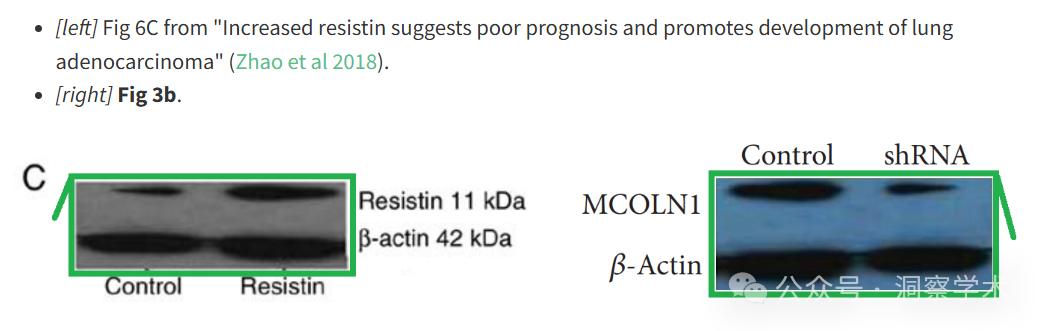 • [left] Fig 6C from "Increased resistin suggests poor prognosis and promotes development of lung
adenocarcinoma" (Zhao et al 2018).
• [right] Fig 3b.
C
Resistin 11 kDa
β-actin 42 kDa
Control Resistin
Control shRNA
MCOLN1
β-Actin
公众号 · 洞察学术